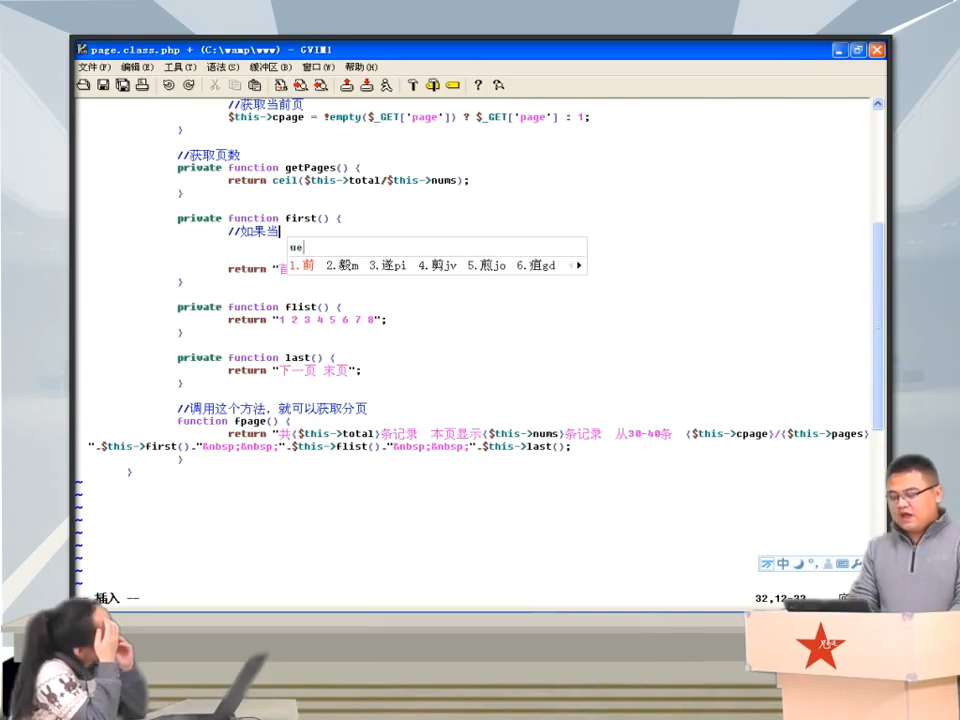 page.class.php + (C:\wamp\www) - GVIM1
文件(F) 编辑(E) 工具(T) 语法(S) 缓冲区(B) 窗口(W) 帮助(H)
//获取当前页
$this->cpage = !empty($_GET['page']) ? $_GET['page'] : 1;
}
//获取页数
private function getPages() {
return ceil($this->total/$this->nums);
}
private function first() {
//如果当
ue
1.前 2.毅m 3.遂pi 4.剪jv 5.煎jo 6.疽gd
return "首
}
private function flist() {
return "1 2 3 4 5 6 7 8";
}
private function last() {
return "下一页 末页";
}
//调用这个方法，就可以获取分页
function fpage() {
return "共{$this->total}条记录 本页显示{$this->nums}条记录 从30-40条 {$this->cpage}/{$this->pages}
".$this->first()."&nbsp;&nbsp;".$this->flist()."&nbsp;&nbsp;".$this->last();
}
}
~
~
~
~
~
~
~
~
~
中
插入 --
32,12-22